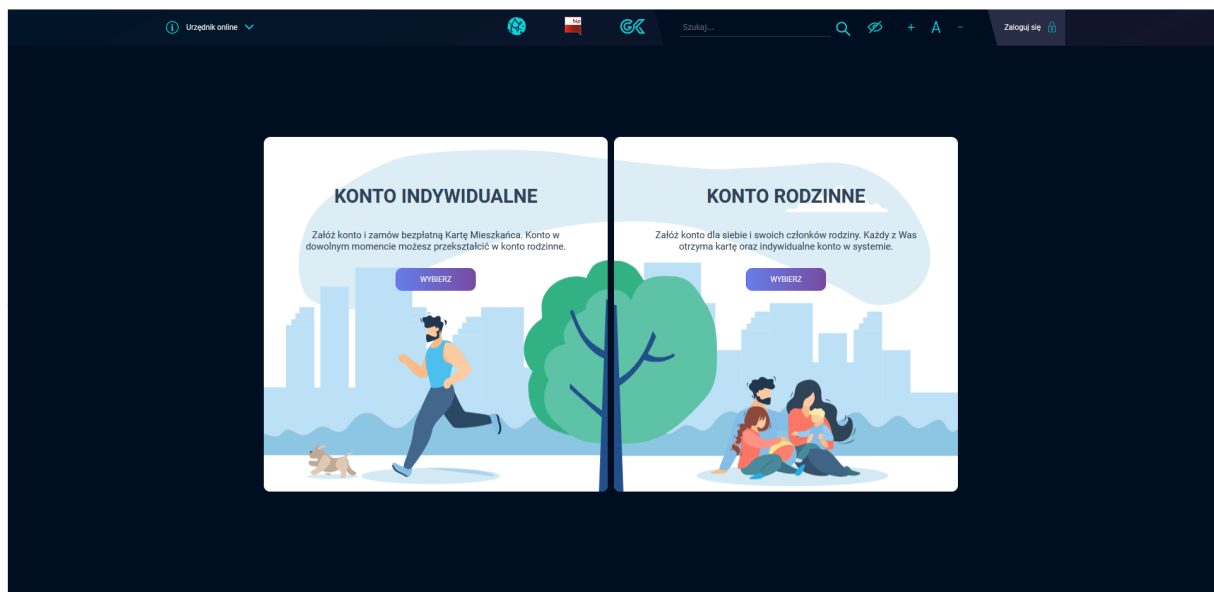 Urzędnik online
bip
GK
Szukaj...
+ A -
Zaloguj się
KONTO INDYWIDUALNE
Załóż konto i zamów bezpłatną Kartę Mieszkańca. Konto w
dowolnym momencie możesz przekształcić w konto rodzinne.
WYBIERZ
KONTO RODZINNE
Załóż konto dla siebie i swoich członków rodziny. Każdy z Was
otrzyma kartę oraz indywidualne konto w systemie.
WYBIERZ